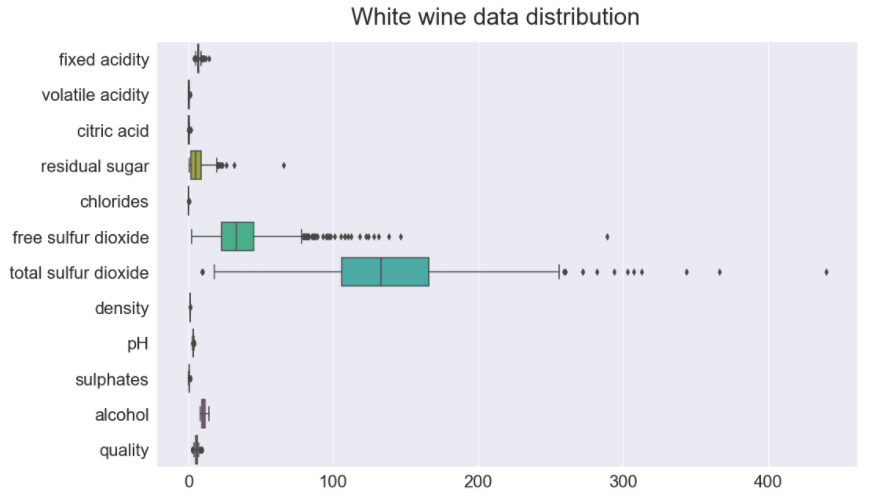 White wine data distribution
fixed acidity
volatile acidity
citric acid
residual sugar
chlorides
free sulfur dioxide
total sulfur dioxide
density
pH
sulphates
alcohol
quality
0 100 200 300 400